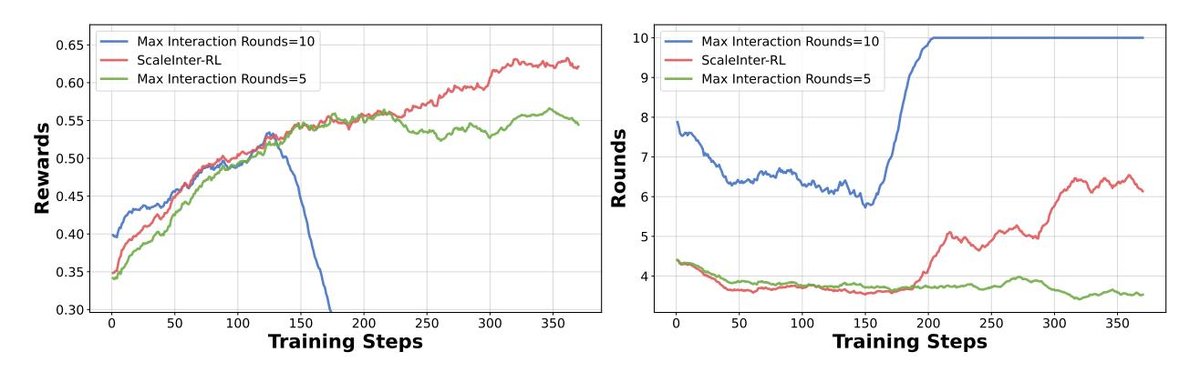 Max Interaction Rounds=10
ScaleInter-RL
Max Interaction Rounds=5
Rewards
0.65
0.60
0.55
0.50
0.45
0.40
0.35
0.30
0 50 100 150 200 250 300 350
Training Steps
Max Interaction Rounds=10
ScaleInter-RL
Max Interaction Rounds=5
Rounds
10
9
8
7
6
5
4
0 50 100 150 200 250 300 350
Training Steps